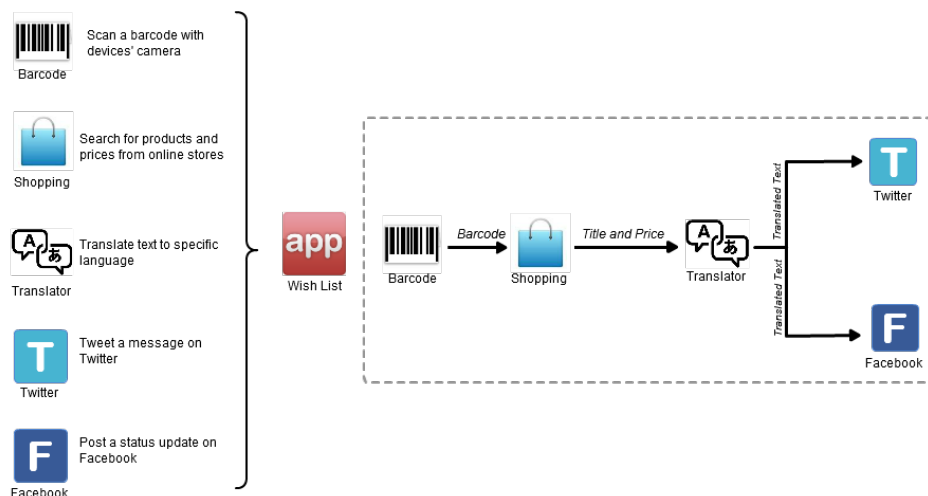 Scan a barcode with
devices' camera
Barcode
Search for products and
prices from online stores
Shopping
A
あ
Translate text to specific
language
Translator
T
Tweet a message on
Twitter
Twitter
F
Post a status update on
Facebook
Facebook
app
Wish List
Barcode
Barcode
Shopping
Title and Price
A
あ
Translator
Translated Text
Translated Text
T
Twitter
F
Facebook